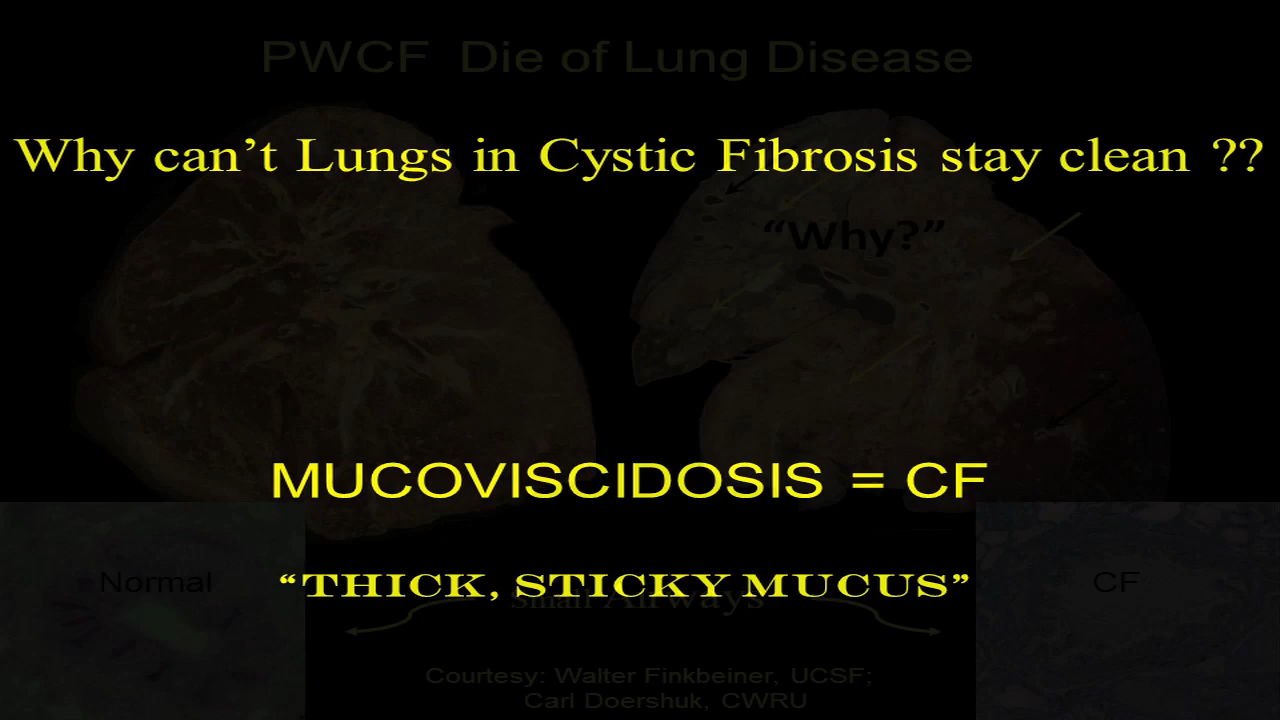 PWCF Die of Lung Disease
Why can’t Lungs in Cystic Fibrosis stay clean ??
“Why?”
MUCOVISCIDOSIS = CF
Normal
“THICK, STICKY MUCUS”
CF
Small Airways
Courtesy: Walter Finkbeiner, UCSF;
Carl Doershuk, CWRU